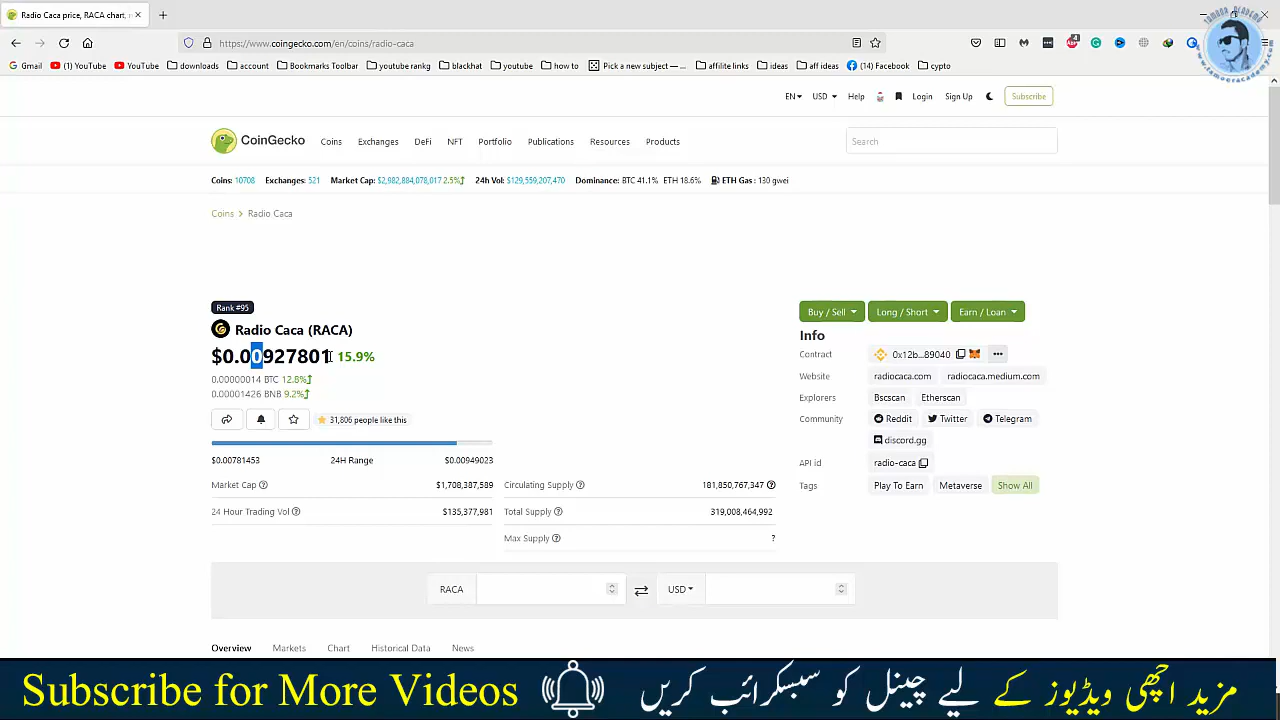 Radio Caca price, RACA chart,
https://www.coingecko.com/en/coins/radio-caca
Gmail (1) YouTube YouTube downloads account Bookmarks Toolbar youtube rankg blackhat youtube how to Pick a new subject —... affilite links ideas aff ideas (14) Facebook cypto
EN USD Help Login Sign Up Subscribe
CoinGecko Coins Exchanges DeFi NFT Portfolio Publications Resources Products Search
Coins: 10708 Exchanges: 521 Market Cap: $2,982,884,078,017 2.5% 24h Vol: $129,559,207,470 Dominance: BTC 41.1% ETH 18.6% ETH Gas: 130 gwei
Coins > Radio Caca
Rank #95
Radio Caca (RACA)
$0.00927801 15.9%
0.00000014 BTC 12.8%
0.00001426 BNB 9.2%
31,806 people like this
$0.00781453 24H Range $0.00949023
Market Cap $1,708,387,589
24 Hour Trading Vol $135,377,981
Circulating Supply 181,850,767,347
Total Supply 319,008,464,992
Max Supply ?
Buy / Sell Long / Short Earn / Loan
Info
Contract 0x12b...89040 •••
Website radiocaca.com radiocaca.medium.com
Explorers Bscscan Etherscan
Community Reddit Twitter Telegram
discord.gg
API id radio-caca
Tags Play To Earn Metaverse Show All
RACA USD
Overview Markets Chart Historical Data News
Subscribe for More Videos
مزید اچھی ویڈیوز کے لیے چینل کو سبسکرائب کریں